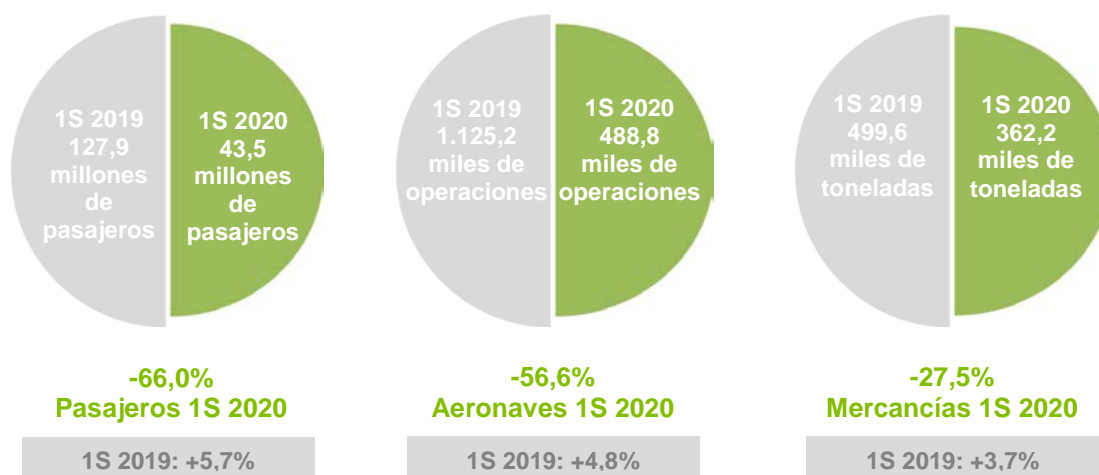 1S 2019
127,9
millones
de
pasajeros
1S 2020
43,5
millones
de
pasajeros
1S 2019
1.125,2
miles de
operaciones
1S 2020
488,8
miles de
operaciones
1S 2019
499,6
miles de
toneladas
1S 2020
362,2
miles de
toneladas
-66,0%
Pasajeros 1S 2020
-56,6%
Aeronaves 1S 2020
-27,5%
Mercancías 1S 2020
1S 2019: +5,7%
1S 2019: +4,8%
1S 2019: +3,7%